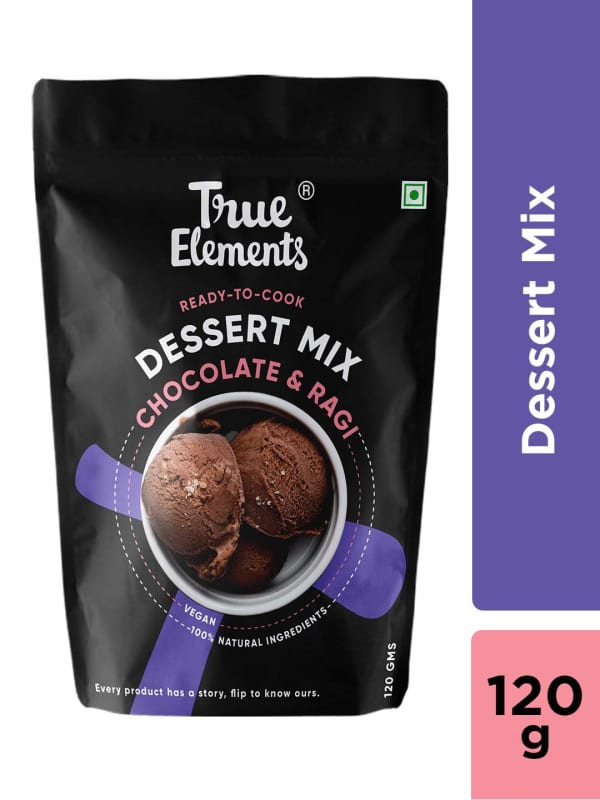 True ®
Elements
READY-TO-COOK
DESSERT MIX
CHOCOLATE & RAGI
VEGAN
100% NATURAL INGREDIENTS
Every product has a story, flip to know ours.
120 GMS
Dessert Mix
120
g